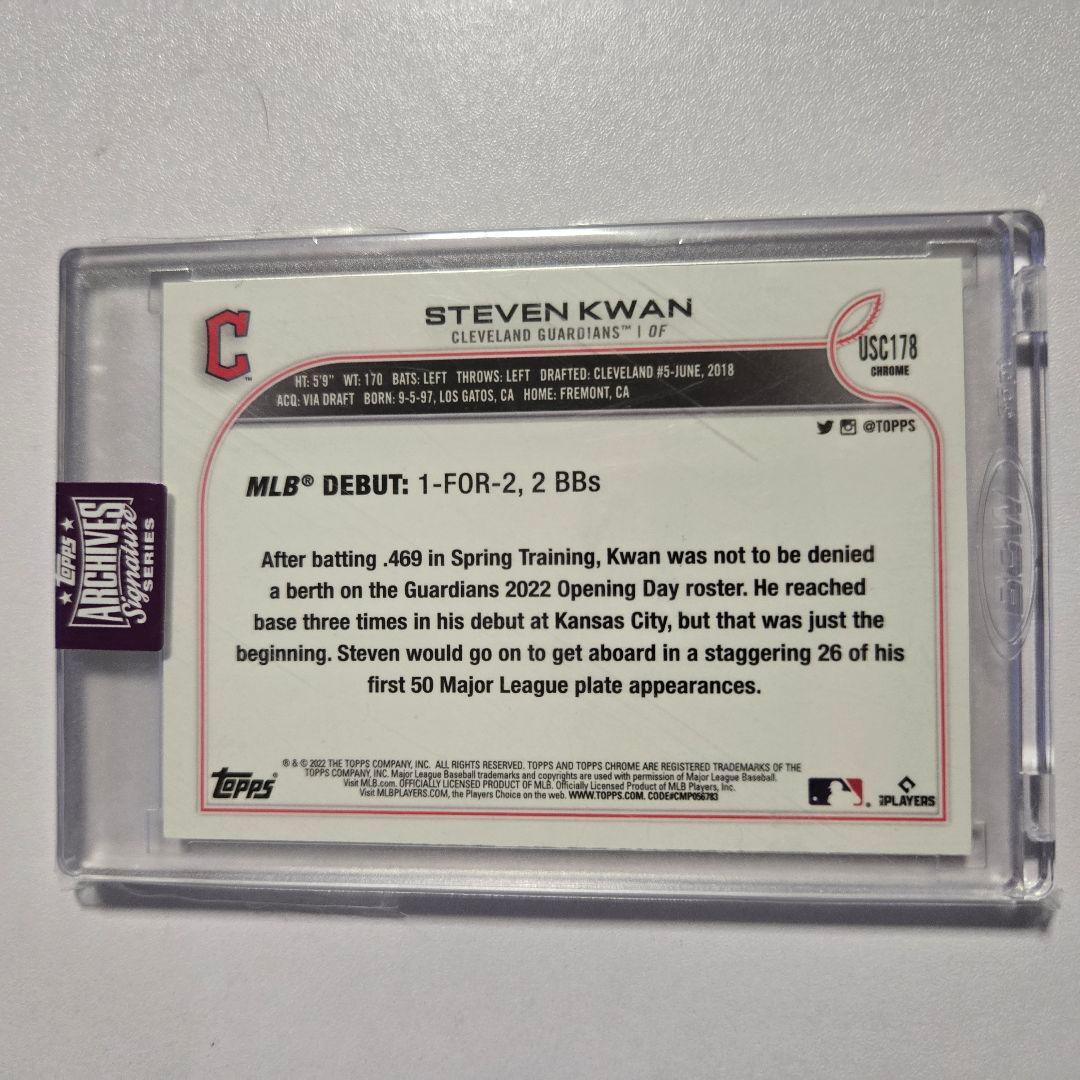 STEVEN KWAN
CLEVELAND GUARDIANS™ | OF
C
™
USC178
CHROME
HT: 5'9" WT: 170 BATS: LEFT THROWS: LEFT DRAFTED: CLEVELAND #5-JUNE, 2018
ACQ: VIA DRAFT BORN: 9-5-97, LOS GATOS, CA HOME: FREMONT, CA
@TOPPS
MLB® DEBUT: 1-FOR-2, 2 BBs
After batting .469 in Spring Training, Kwan was not to be denied
a berth on the Guardians 2022 Opening Day roster. He reached
base three times in his debut at Kansas City, but that was just the
beginning. Steven would go on to get aboard in a staggering 26 of his
first 50 Major League plate appearances.
TOPPS
ARCHIVES
Signature
SERIES
Topps®
® & © 2022 THE TOPPS COMPANY, INC. ALL RIGHTS RESERVED. TOPPS AND TOPPS CHROME ARE REGISTERED TRADEMARKS OF THE
TOPPS COMPANY, INC. Major League Baseball trademarks and copyrights are used with permission of Major League Baseball.
Visit MLB.com. OFFICIALLY LICENSED PRODUCT OF MLB. Officially Licensed Product of MLB Players, Inc.
Visit MLBPLAYERS.COM, the Players Choice on the web. WWW.TOPPS.COM. CODE#CMP056783
MLB PLAYERS